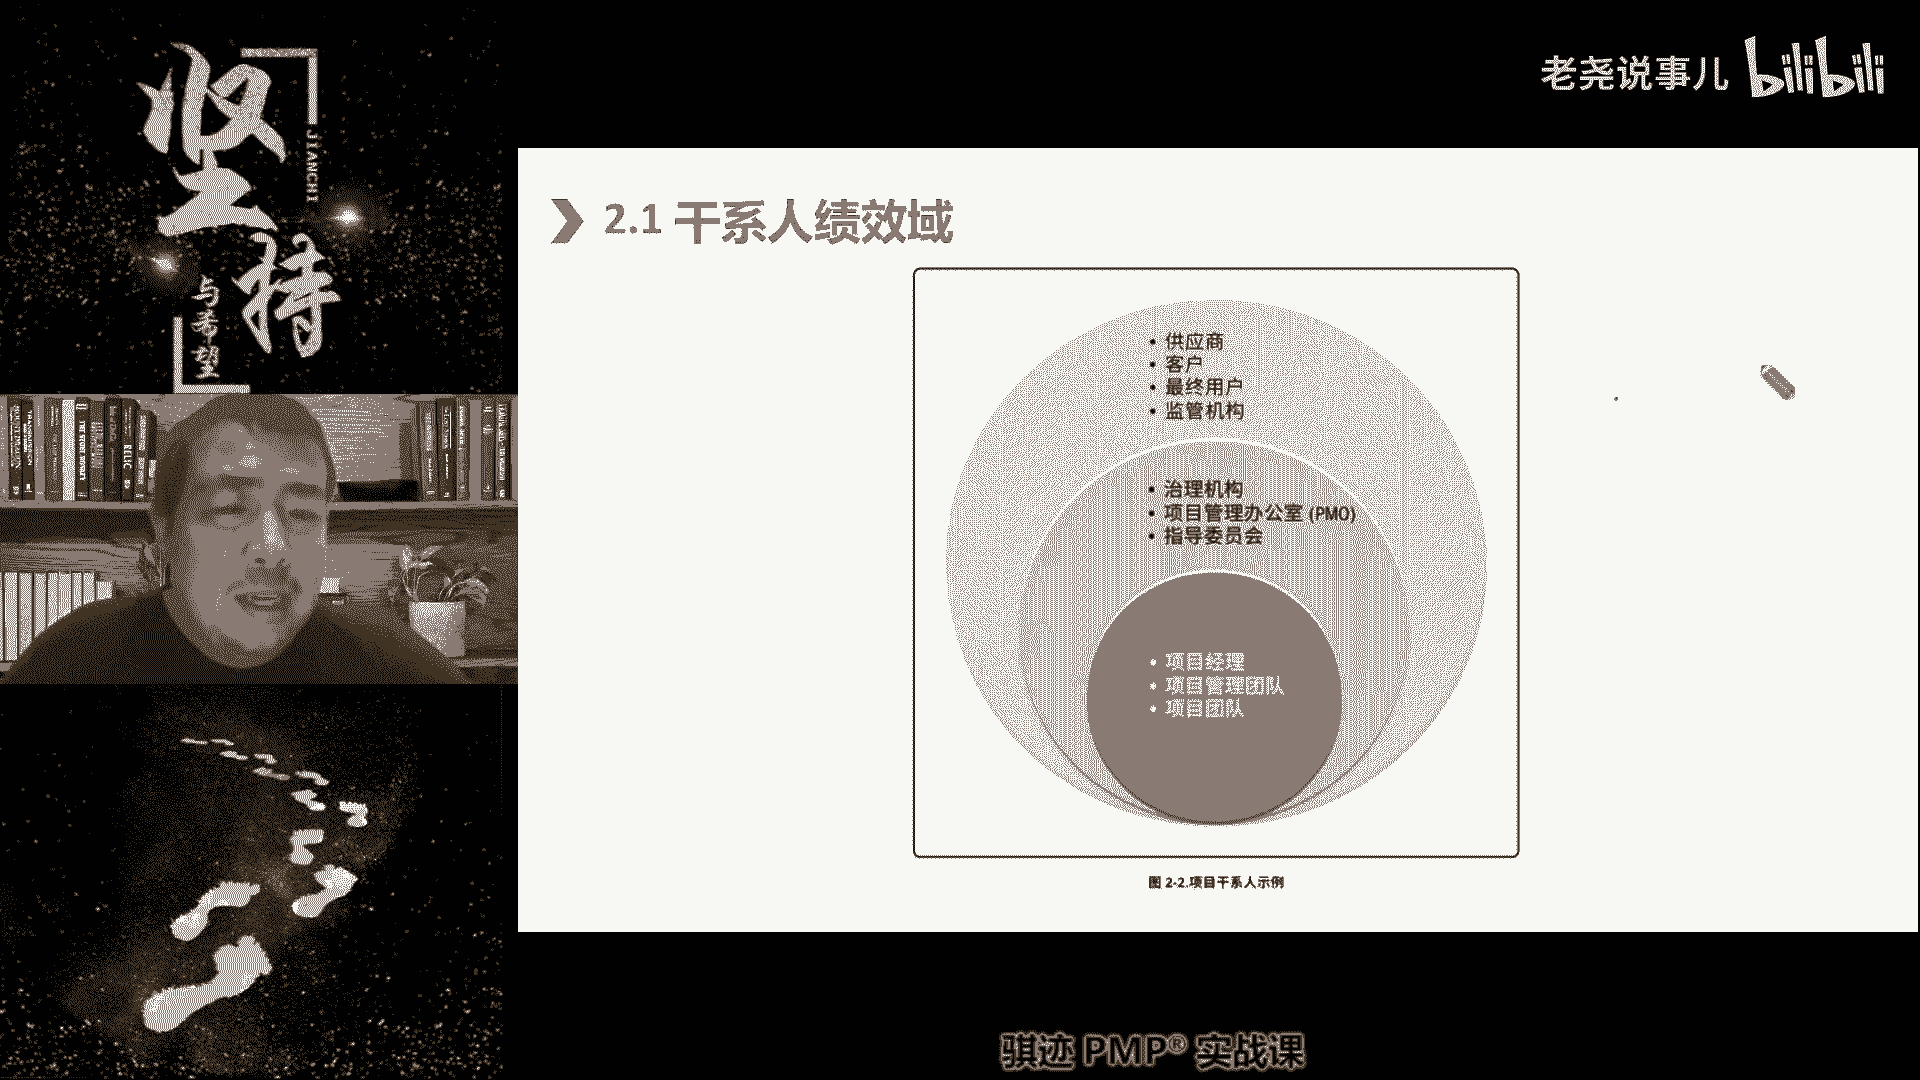 坚持
JIANCHI
与希望
老尧说事儿 bilibili
2.1 干系人绩效域
• 供应商
• 客户
• 最终用户
• 监管机构
• 治理机构
• 项目管理办公室 (PMO)
• 指导委员会
• 项目经理
• 项目管理团队
• 项目团队
图 2-2.项目干系人示例
骐迹 PMP® 实战课